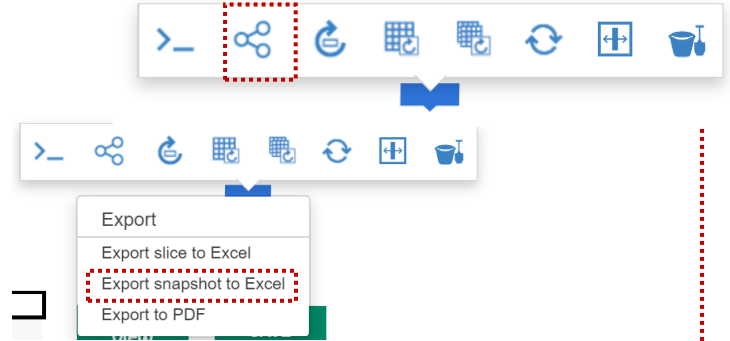 Export
Export slice to Excel
Export snapshot to Excel
Export to PDF